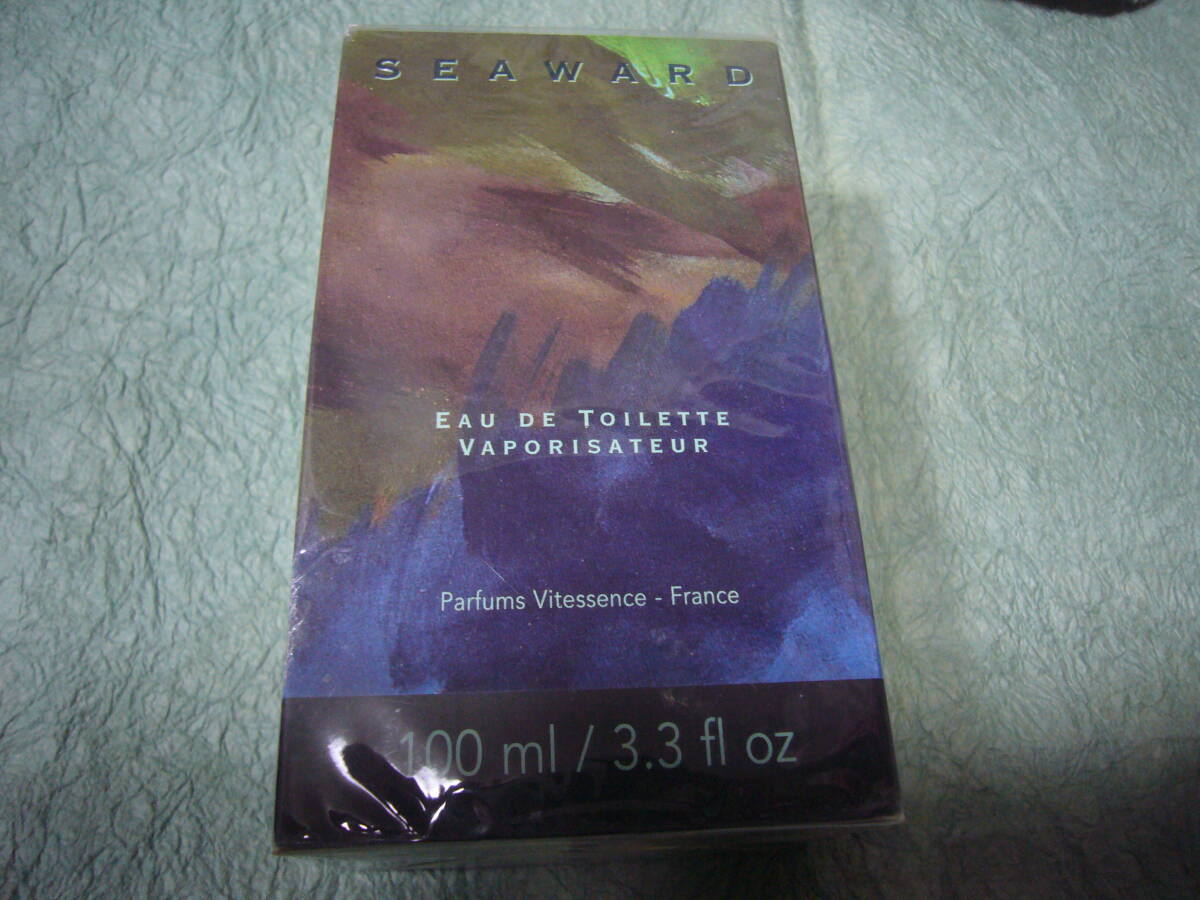 SEAWARD
EAU DE TOILETTE
VAPORISATEUR
Parfums Vitessence - France
100 ml / 3.3 fl oz